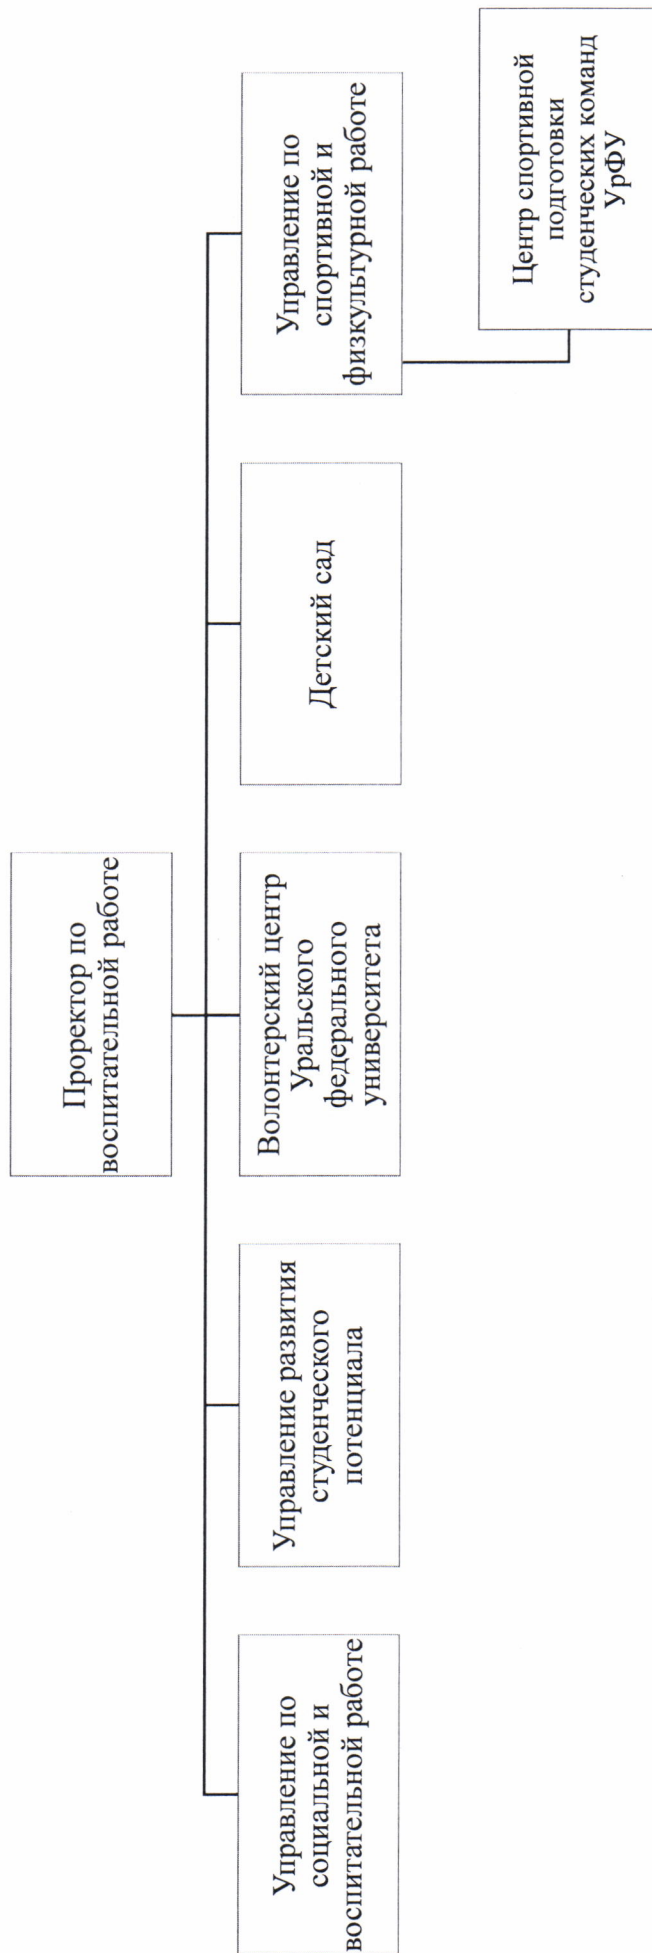 Проректор по
воспитательной работе
Управление по
социальной и
воспитательной работе
Управление развития
студенческого
потенциала
Волонтерский центр
Уральского
федерального
университета
Детский сад
Управление по
спортивной и
физкультурной работе
Центр спортивной
подготовки
студенческих команд
УрФУ